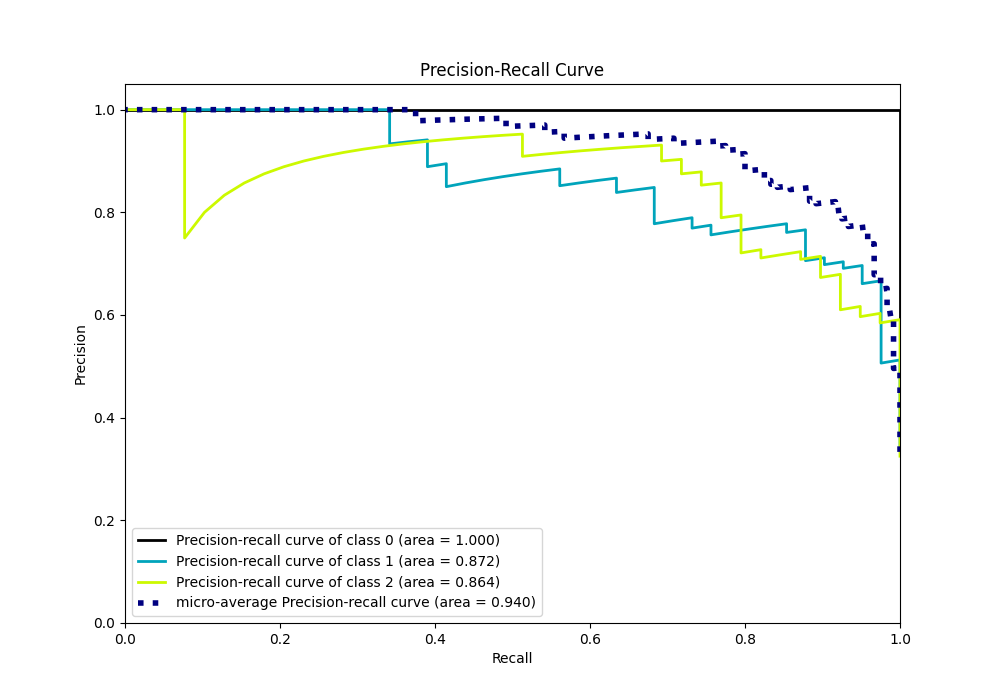 Precision-Recall Curve
Precision
1.0
0.8
0.6
0.4
0.2
0.0
Precision-recall curve of class 0 (area = 1.000)
Precision-recall curve of class 1 (area = 0.872)
Precision-recall curve of class 2 (area = 0.864)
micro-average Precision-recall curve (area = 0.940)
0.0 0.2 0.4 0.6 0.8 1.0
Recall